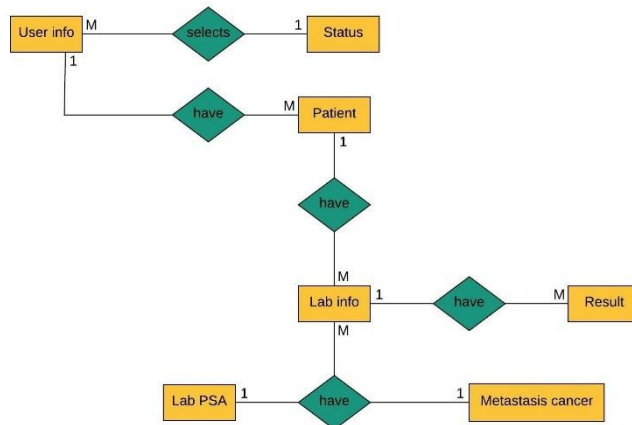 User info
M
selects
1
Status
1
have
M
Patient
1
have
M
Lab info
1
have
M
Result
M
Lab PSA
1
have
1
Metastasis cancer